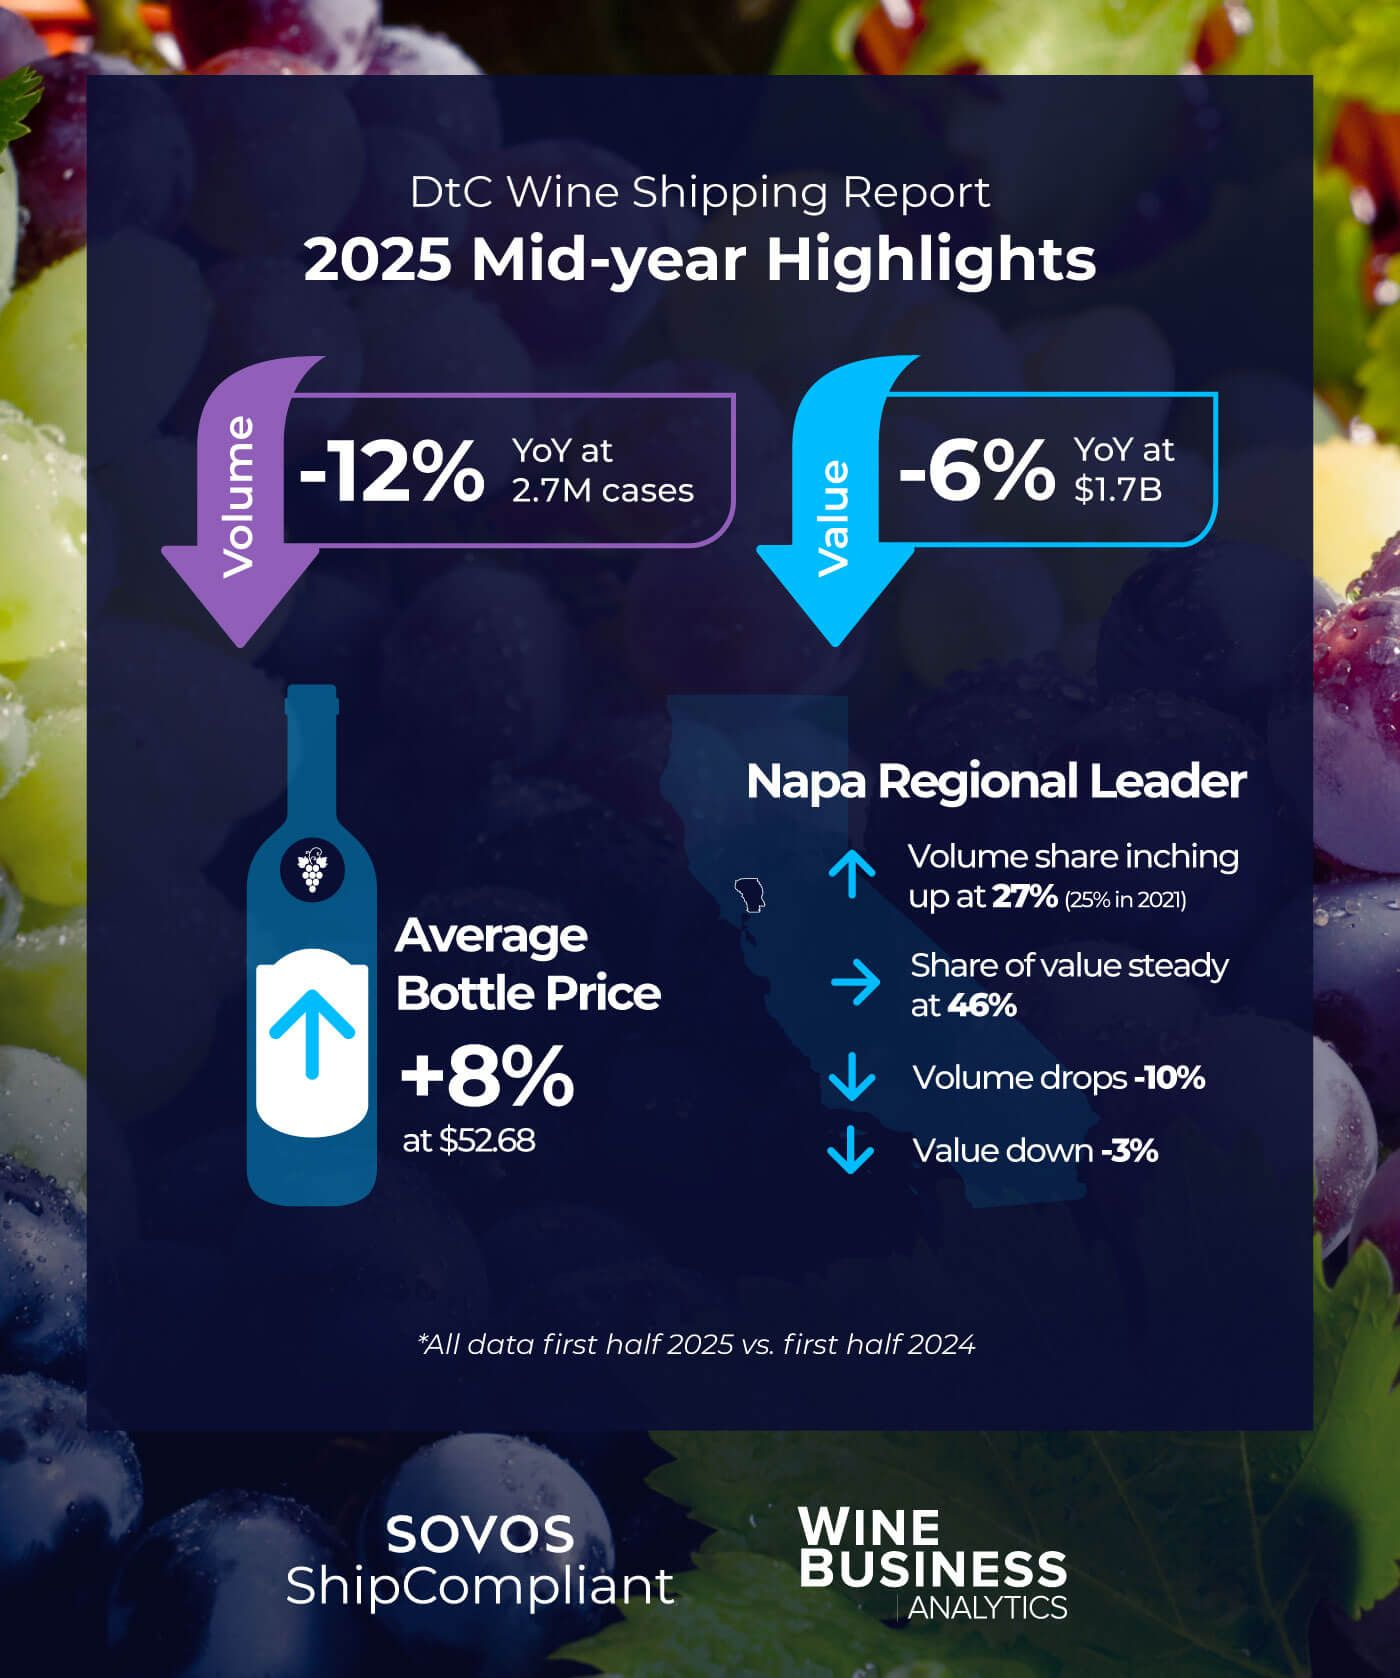 DtC Wine Shipping Report
2025 Mid-year Highlights
Volume
-12%
YoY at
2.7M cases
Value
-6%
YoY at
$1.7B
Average
Bottle Price
+8%
at $52.68
Napa Regional Leader
Volume share inching
up at 27% (25% in 2021)
Share of value steady
at 46%
Volume drops -10%
Value down -3%
*All data first half 2025 vs. first half 2024
sovos
ShipCompliant
WINE
BUSINESS
ANALYTICS